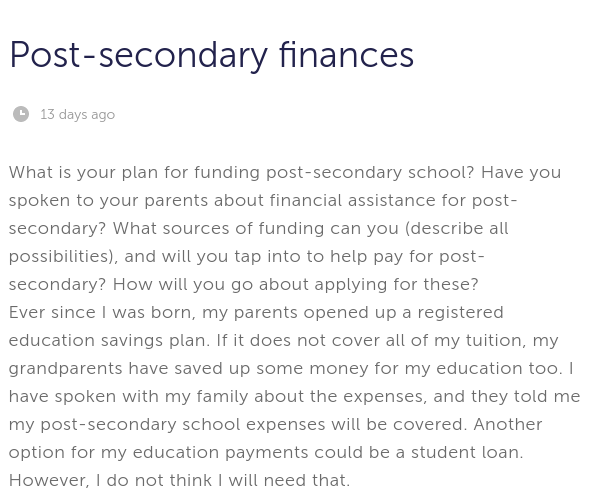 Post-secondary finances
13 days ago
What is your plan for funding post-secondary school? Have you
spoken to your parents about financial assistance for post-
secondary? What sources of funding can you (describe all
possibilities), and will you tap into to help pay for post-
secondary? How will you go about applying for these?
Ever since I was born, my parents opened up a registered
education savings plan. If it does not cover all of my tuition, my
grandparents have saved up some money for my education too. I
have spoken with my family about the expenses, and they told me
my post-secondary school expenses will be covered. Another
option for my education payments could be a student loan.
However, I do not think I will need that.